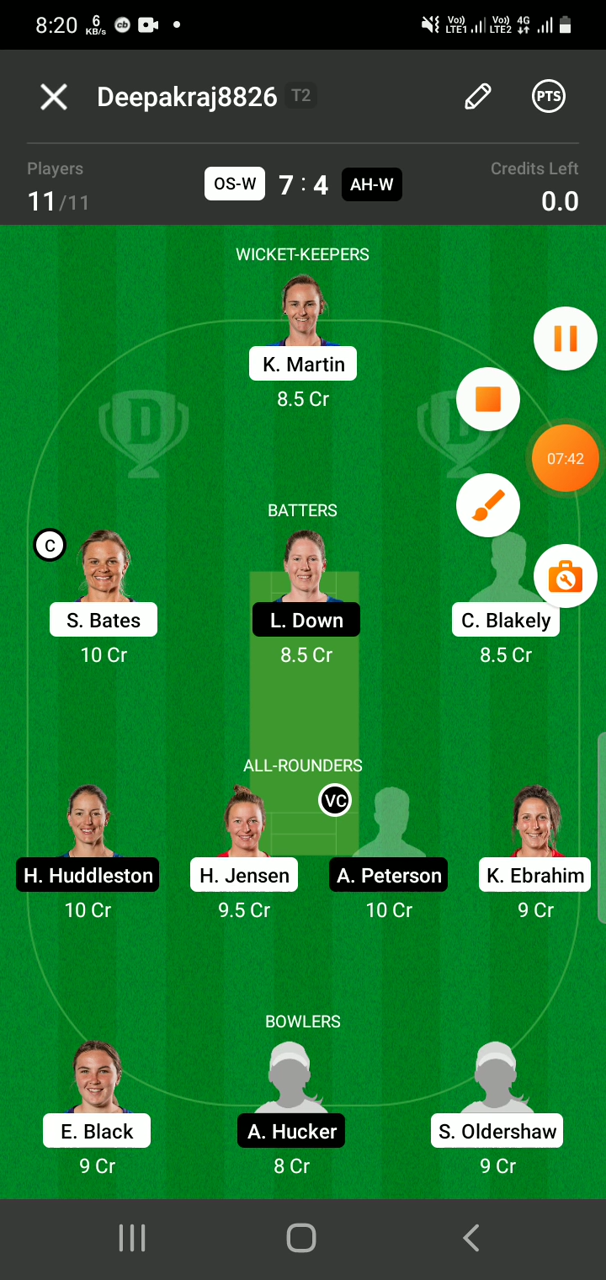 8:20 6 KB/s cb Vo) LTE1 Vo) LTE2 4G
Deepakraj8826 T2 PTS
Players Credits Left
11/11 OS-W 7 : 4 AH-W 0.0
WICKET-KEEPERS
K. Martin
8.5 Cr
D D
07:42
BATTERS
C
S. Bates L. Down C. Blakely
10 Cr 8.5 Cr 8.5 Cr
ALL-ROUNDERS
VC
H. Huddleston H. Jensen A. Peterson K. Ebrahim
10 Cr 9.5 Cr 10 Cr 9 Cr
BOWLERS
E. Black A. Hucker S. Oldershaw
9 Cr 8 Cr 9 Cr